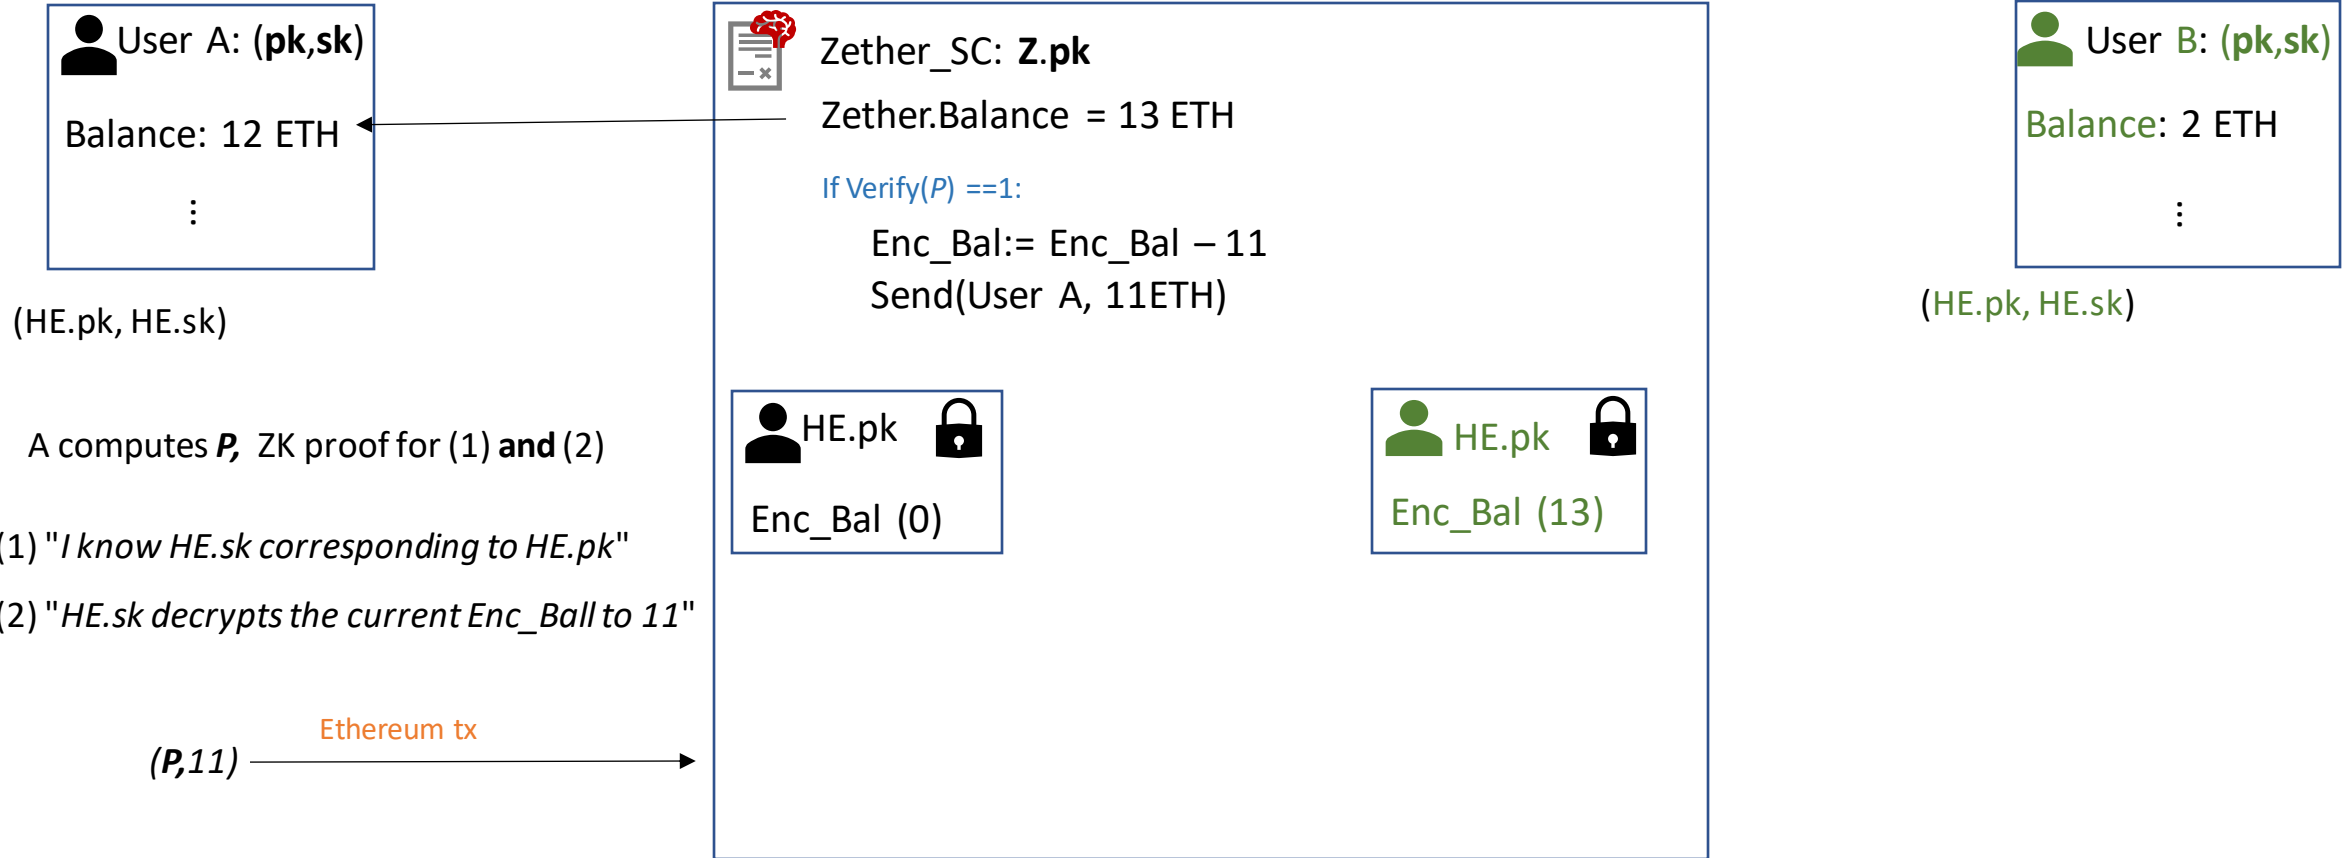 User A: (pk,sk)
Balance: 12 ETH
⋮
(HE.pk, HE.sk)
A computes P, ZK proof for (1) and (2)
(1) "I know HE.sk corresponding to HE.pk"
(2) "HE.sk decrypts the current Enc_Ball to 11"
Ethereum tx
(P,11)
Zether_SC: Z.pk
Zether.Balance = 13 ETH
If Verify(P) ==1:
Enc_Bal:= Enc_Bal – 11
Send(User A, 11ETH)
HE.pk
Enc_Bal (0)
HE.pk
Enc_Bal (13)
User B: (pk,sk)
Balance: 2 ETH
⋮
(HE.pk, HE.sk)